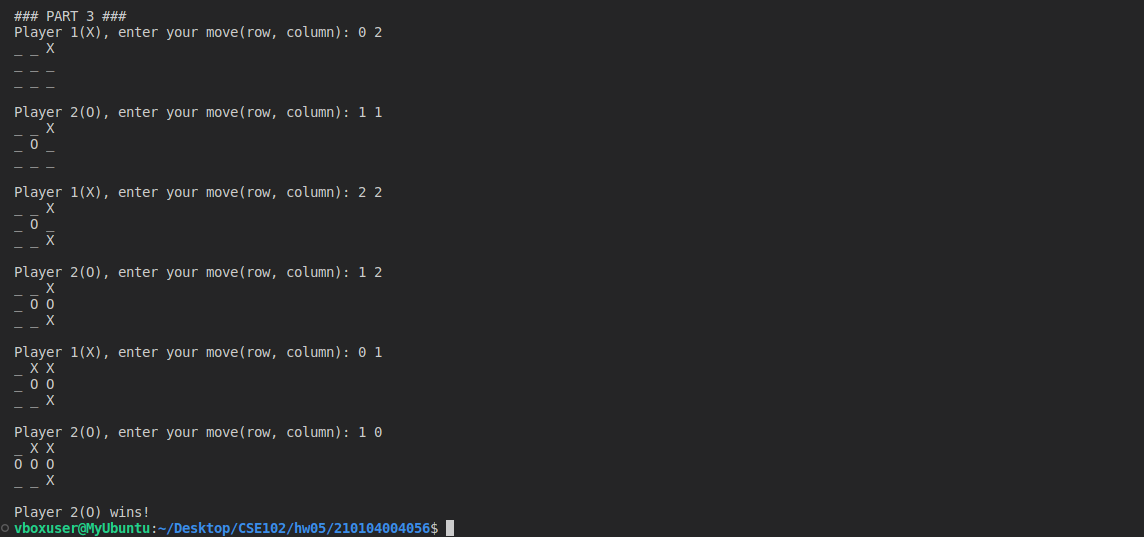 ### PART 3 ###
Player 1(X), enter your move(row, column): 0 2
_ _ X
_ _ _
_ _ _

Player 2(O), enter your move(row, column): 1 1
_ _ X
_ O _
_ _ _

Player 1(X), enter your move(row, column): 2 2
_ _ X
_ O _
_ _ X

Player 2(O), enter your move(row, column): 1 2
_ _ X
_ O O
_ _ X

Player 1(X), enter your move(row, column): 0 1
_ X X
_ O O
_ _ X

Player 2(O), enter your move(row, column): 1 0
_ X X
O O O
_ _ X

Player 2(O) wins!
vboxuser@MyUbuntu:~/Desktop/CSE102/hw05/210104004056$